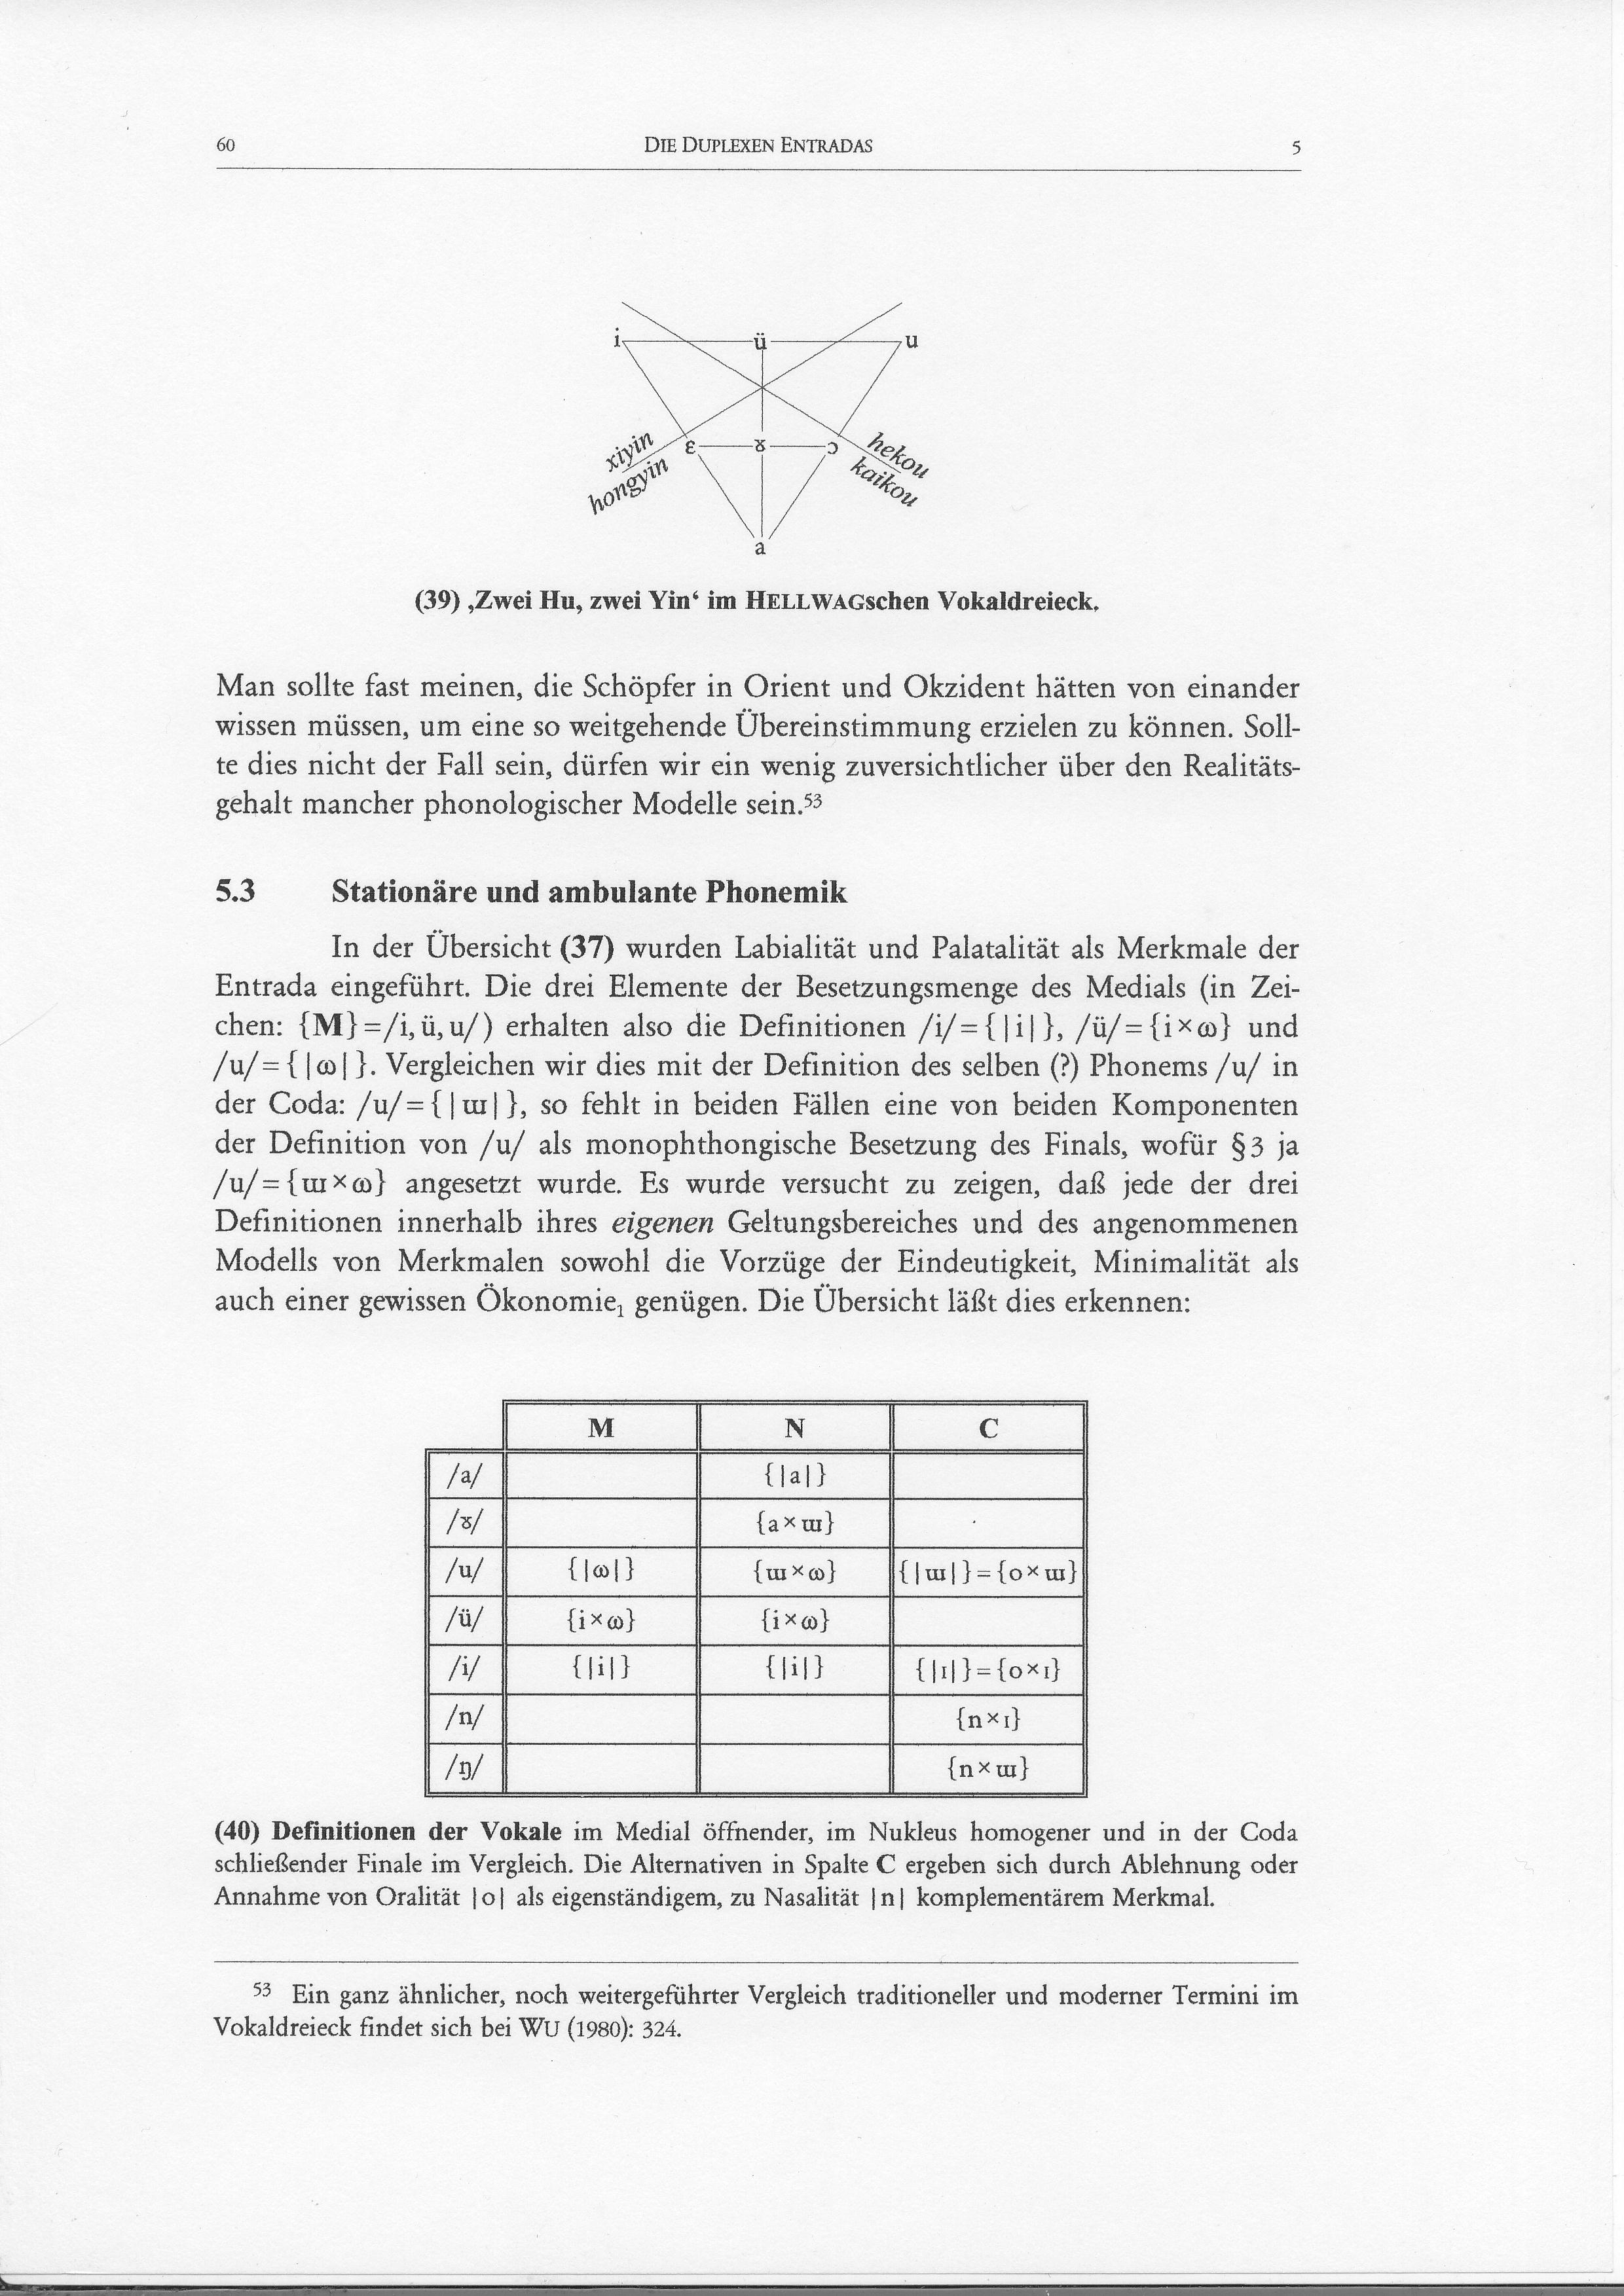 60 DIE DUPLEXEN ENTRADAS 5
i ü u
xiyin ɛ ɤ ɔ hekou
hongyin kaikou
a
(39) ‚Zwei Hu, zwei Yin‘ im HELLWAGschen Vokaldreieck.
Man sollte fast meinen, die Schöpfer in Orient und Okzident hätten von einander
wissen müssen, um eine so weitgehende Übereinstimmung erzielen zu können. Soll-
te dies nicht der Fall sein, dürfen wir ein wenig zuversichtlicher über den Realitäts-
gehalt mancher phonologischer Modelle sein.⁵³
5.3 Stationäre und ambulante Phonemik
In der Übersicht (37) wurden Labialität und Palatalität als Merkmale der
Entrada eingeführt. Die drei Elemente der Besetzungsmenge des Medials (in Zei-
chen: {M}=/i,ü,u/) erhalten also die Definitionen /i/={|i|}, /ü/={i×ꞷ} und
/u/={|ꞷ|}. Vergleichen wir dies mit der Definition des selben (?) Phonems /u/ in
der Coda: /u/={|ɯ|}, so fehlt in beiden Fällen eine von beiden Komponenten
der Definition von /u/ als monophthongische Besetzung des Finals, wofür §3 ja
/u/={ɯ×ꞷ} angesetzt wurde. Es wurde versucht zu zeigen, daß jede der drei
Definitionen innerhalb ihres eigenen Geltungsbereiches und des angenommenen
Modells von Merkmalen sowohl die Vorzüge der Eindeutigkeit, Minimalität als
auch einer gewissen Ökonomie₁ genügen. Die Übersicht läßt dies erkennen:
M N C
/a/ {|a|}
/ɤ/ {a×ɯ}
/u/ {|ꞷ|} {ɯ×ꞷ} {|ɯ|}={o×ɯ}
/ü/ {i×ꞷ} {i×ꞷ}
/i/ {|i|} {|i|} {|ɪ|}={o×ɪ}
/n/ {n×ɪ}
/ŋ/ {n×ɯ}
(40) Definitionen der Vokale im Medial öffnender, im Nukleus homogener und in der Coda
schließender Finale im Vergleich. Die Alternativen in Spalte C ergeben sich durch Ablehnung oder
Annahme von Oralität |o| als eigenständigem, zu Nasalität |n| komplementärem Merkmal.
53 Ein ganz ähnlicher, noch weitergeführter Vergleich traditioneller und moderner Termini im
Vokaldreieck findet sich bei WU (1980): 324.